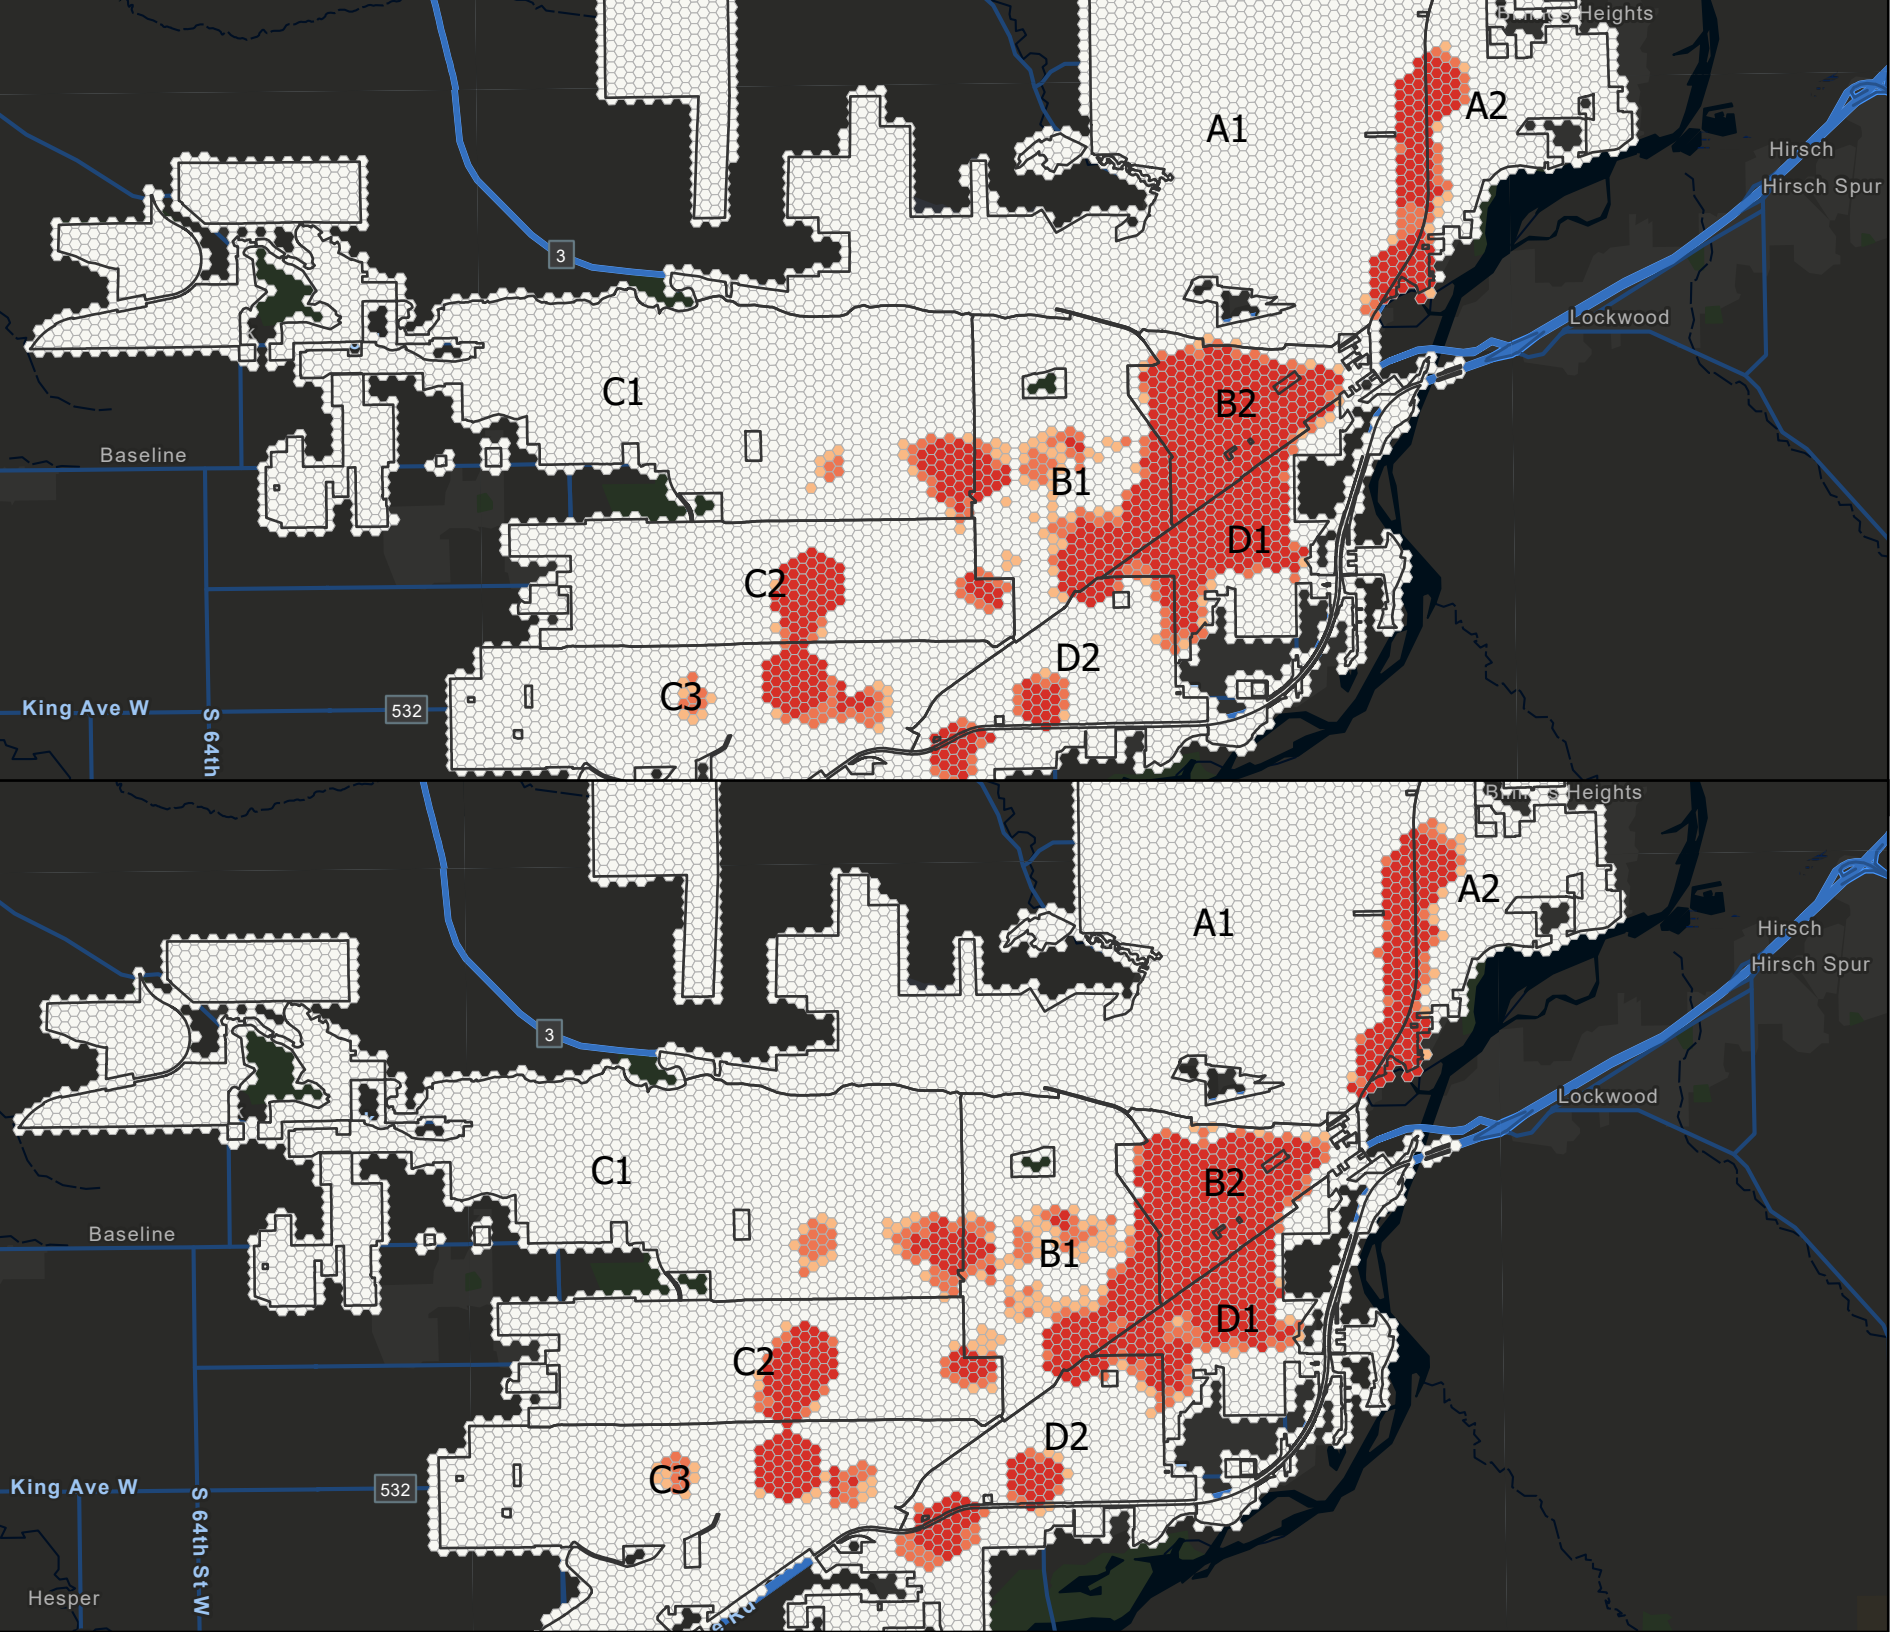 Heights
A1
A2
Hirsch
Hirsch Spur
3
Lockwood
C1
B2
Baseline
B1
D1
C2
D2
C3
King Ave W
532
S 64th
Heights
A2
A1
Hirsch
Hirsch Spur
3
Lockwood
C1
B2
Baseline
B1
D1
C2
D2
C3
King Ave W
532
S 64th St W
Hesper